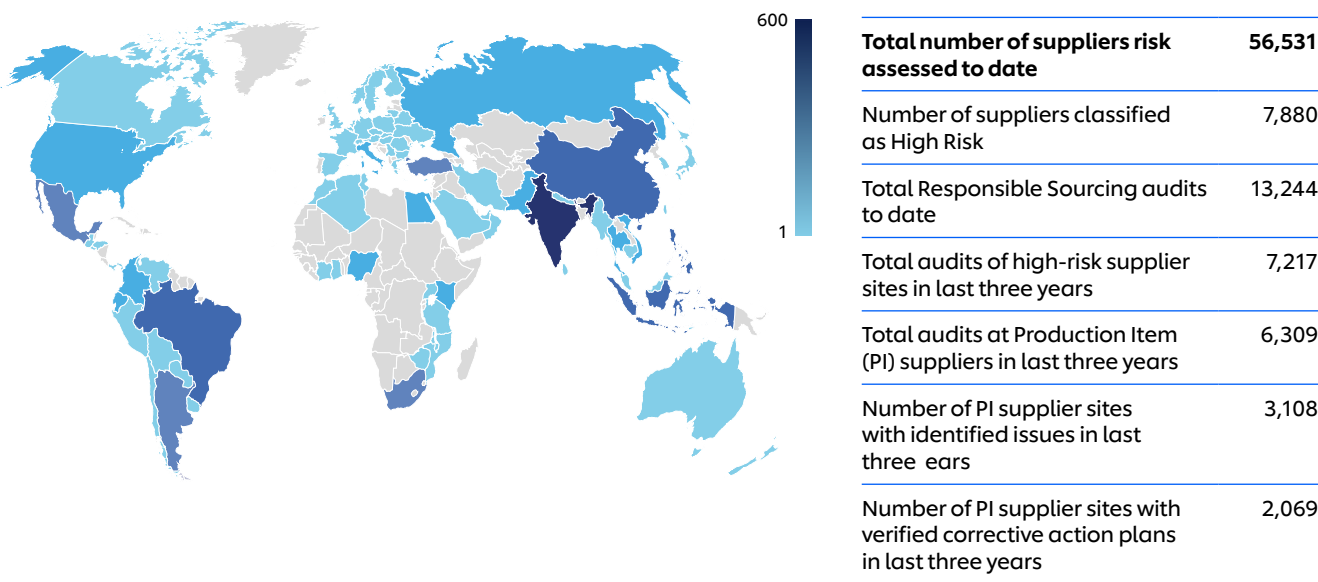 600
1
Total number of suppliers risk 56,531
assessed to date
Number of suppliers classified 7,880
as High Risk
Total Responsible Sourcing audits 13,244
to date
Total audits of high-risk supplier 7,217
sites in last three years
Total audits at Production Item 6,309
(PI) suppliers in last three years
Number of PI supplier sites 3,108
with identified issues in last
three ears
Number of PI supplier sites with 2,069
verified corrective action plans
in last three years